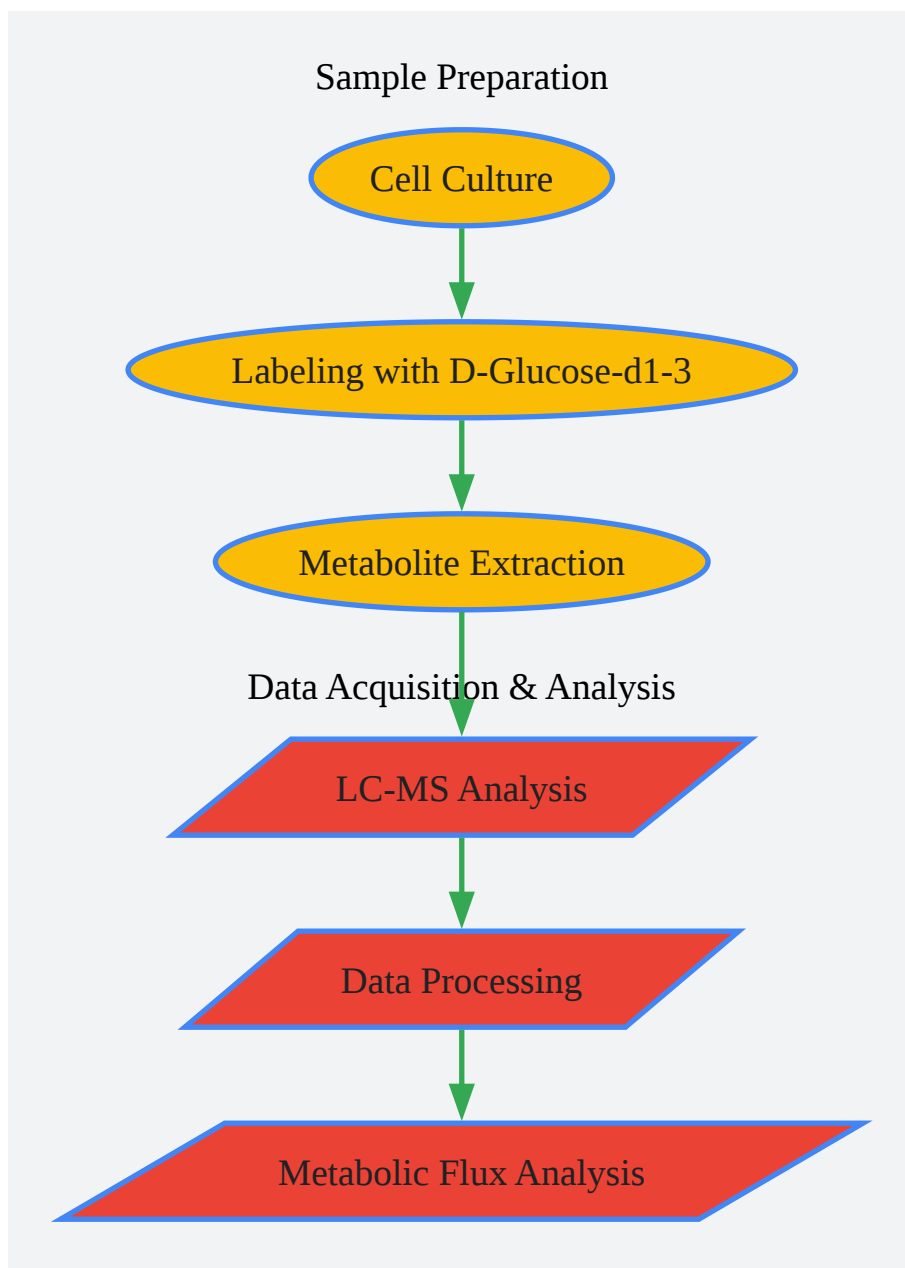 Sample Preparation
Cell Culture
Labeling with D-Glucose-d1-3
Metabolite Extraction
Data Acquisition & Analysis
LC-MS Analysis
Data Processing
Metabolic Flux Analysis